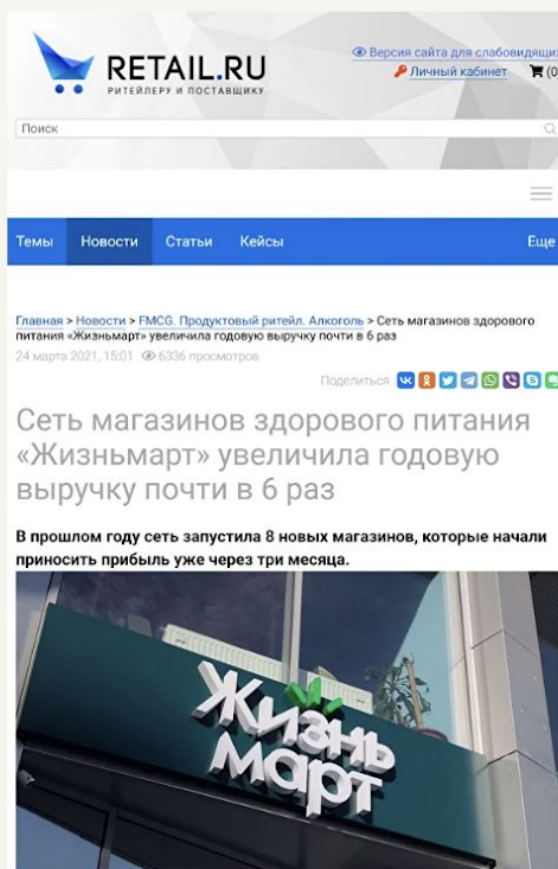 RETAIL.RU
РИТЕЙЛЕРУ И ПОСТАВЩИКУ
Версия сайта для слабовидящих
Личный кабинет (0
Поиск
Темы Новости Статьи Кейсы Еще
Главная > Новости > FMCG. Продуктовый ритейл. Алкоголь > Сеть магазинов здорового
питания «Жизньмарт» увеличила годовую выручку почти в 6 раз
24 марта 2021, 15:01 6336 просмотров
Поделиться
Сеть магазинов здорового питания
«Жизньмарт» увеличила годовую
выручку почти в 6 раз
В прошлом году сеть запустила 8 новых магазинов, которые начали
приносить прибыль уже через три месяца.
Жизнь
март